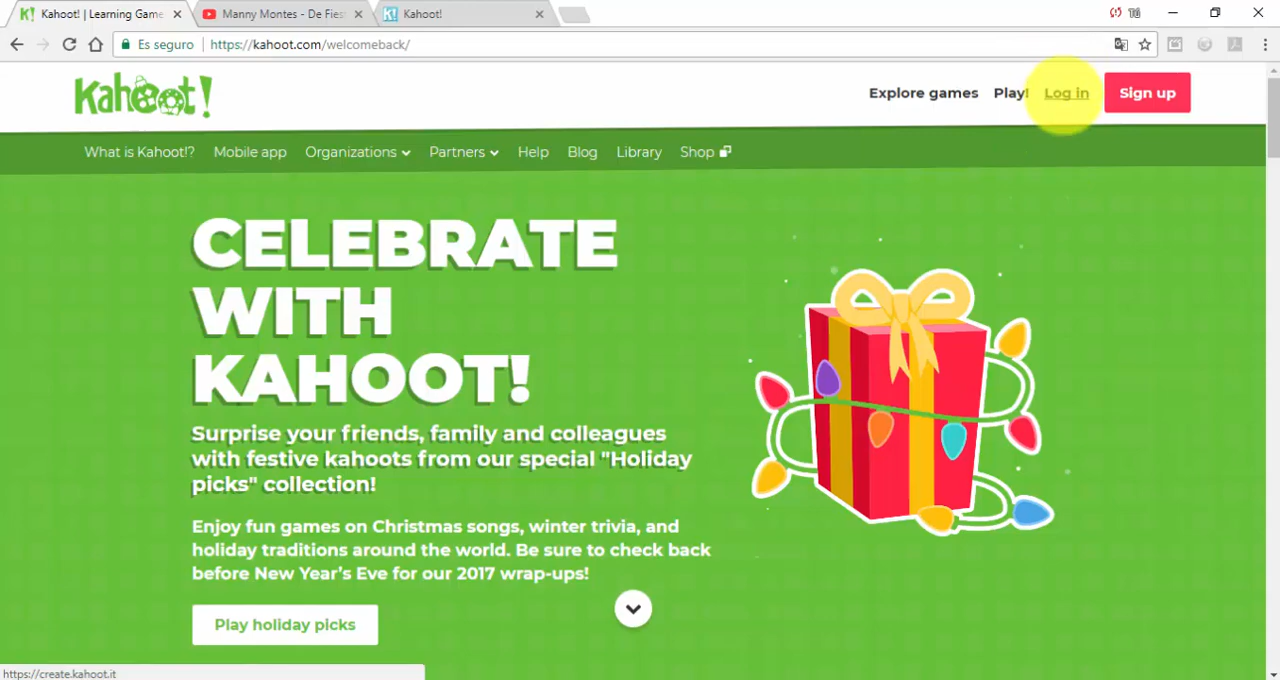 Kahoot! | Learning Game
Manny Montes - De Fies
Kahoot!
Es seguro
https://kahoot.com/welcomeback/
Kahoot!
Explore games
Play!
Log in
Sign up
What is Kahoot!?
Mobile app
Organizations
Partners
Help
Blog
Library
Shop
CELEBRATE
WITH
KAHOOT!
Surprise your friends, family and colleagues
with festive kahoots from our special "Holiday
picks" collection!
Enjoy fun games on Christmas songs, winter trivia, and
holiday traditions around the world. Be sure to check back
before New Year's Eve for our 2017 wrap-ups!
Play holiday picks
https://create.kahoot.it